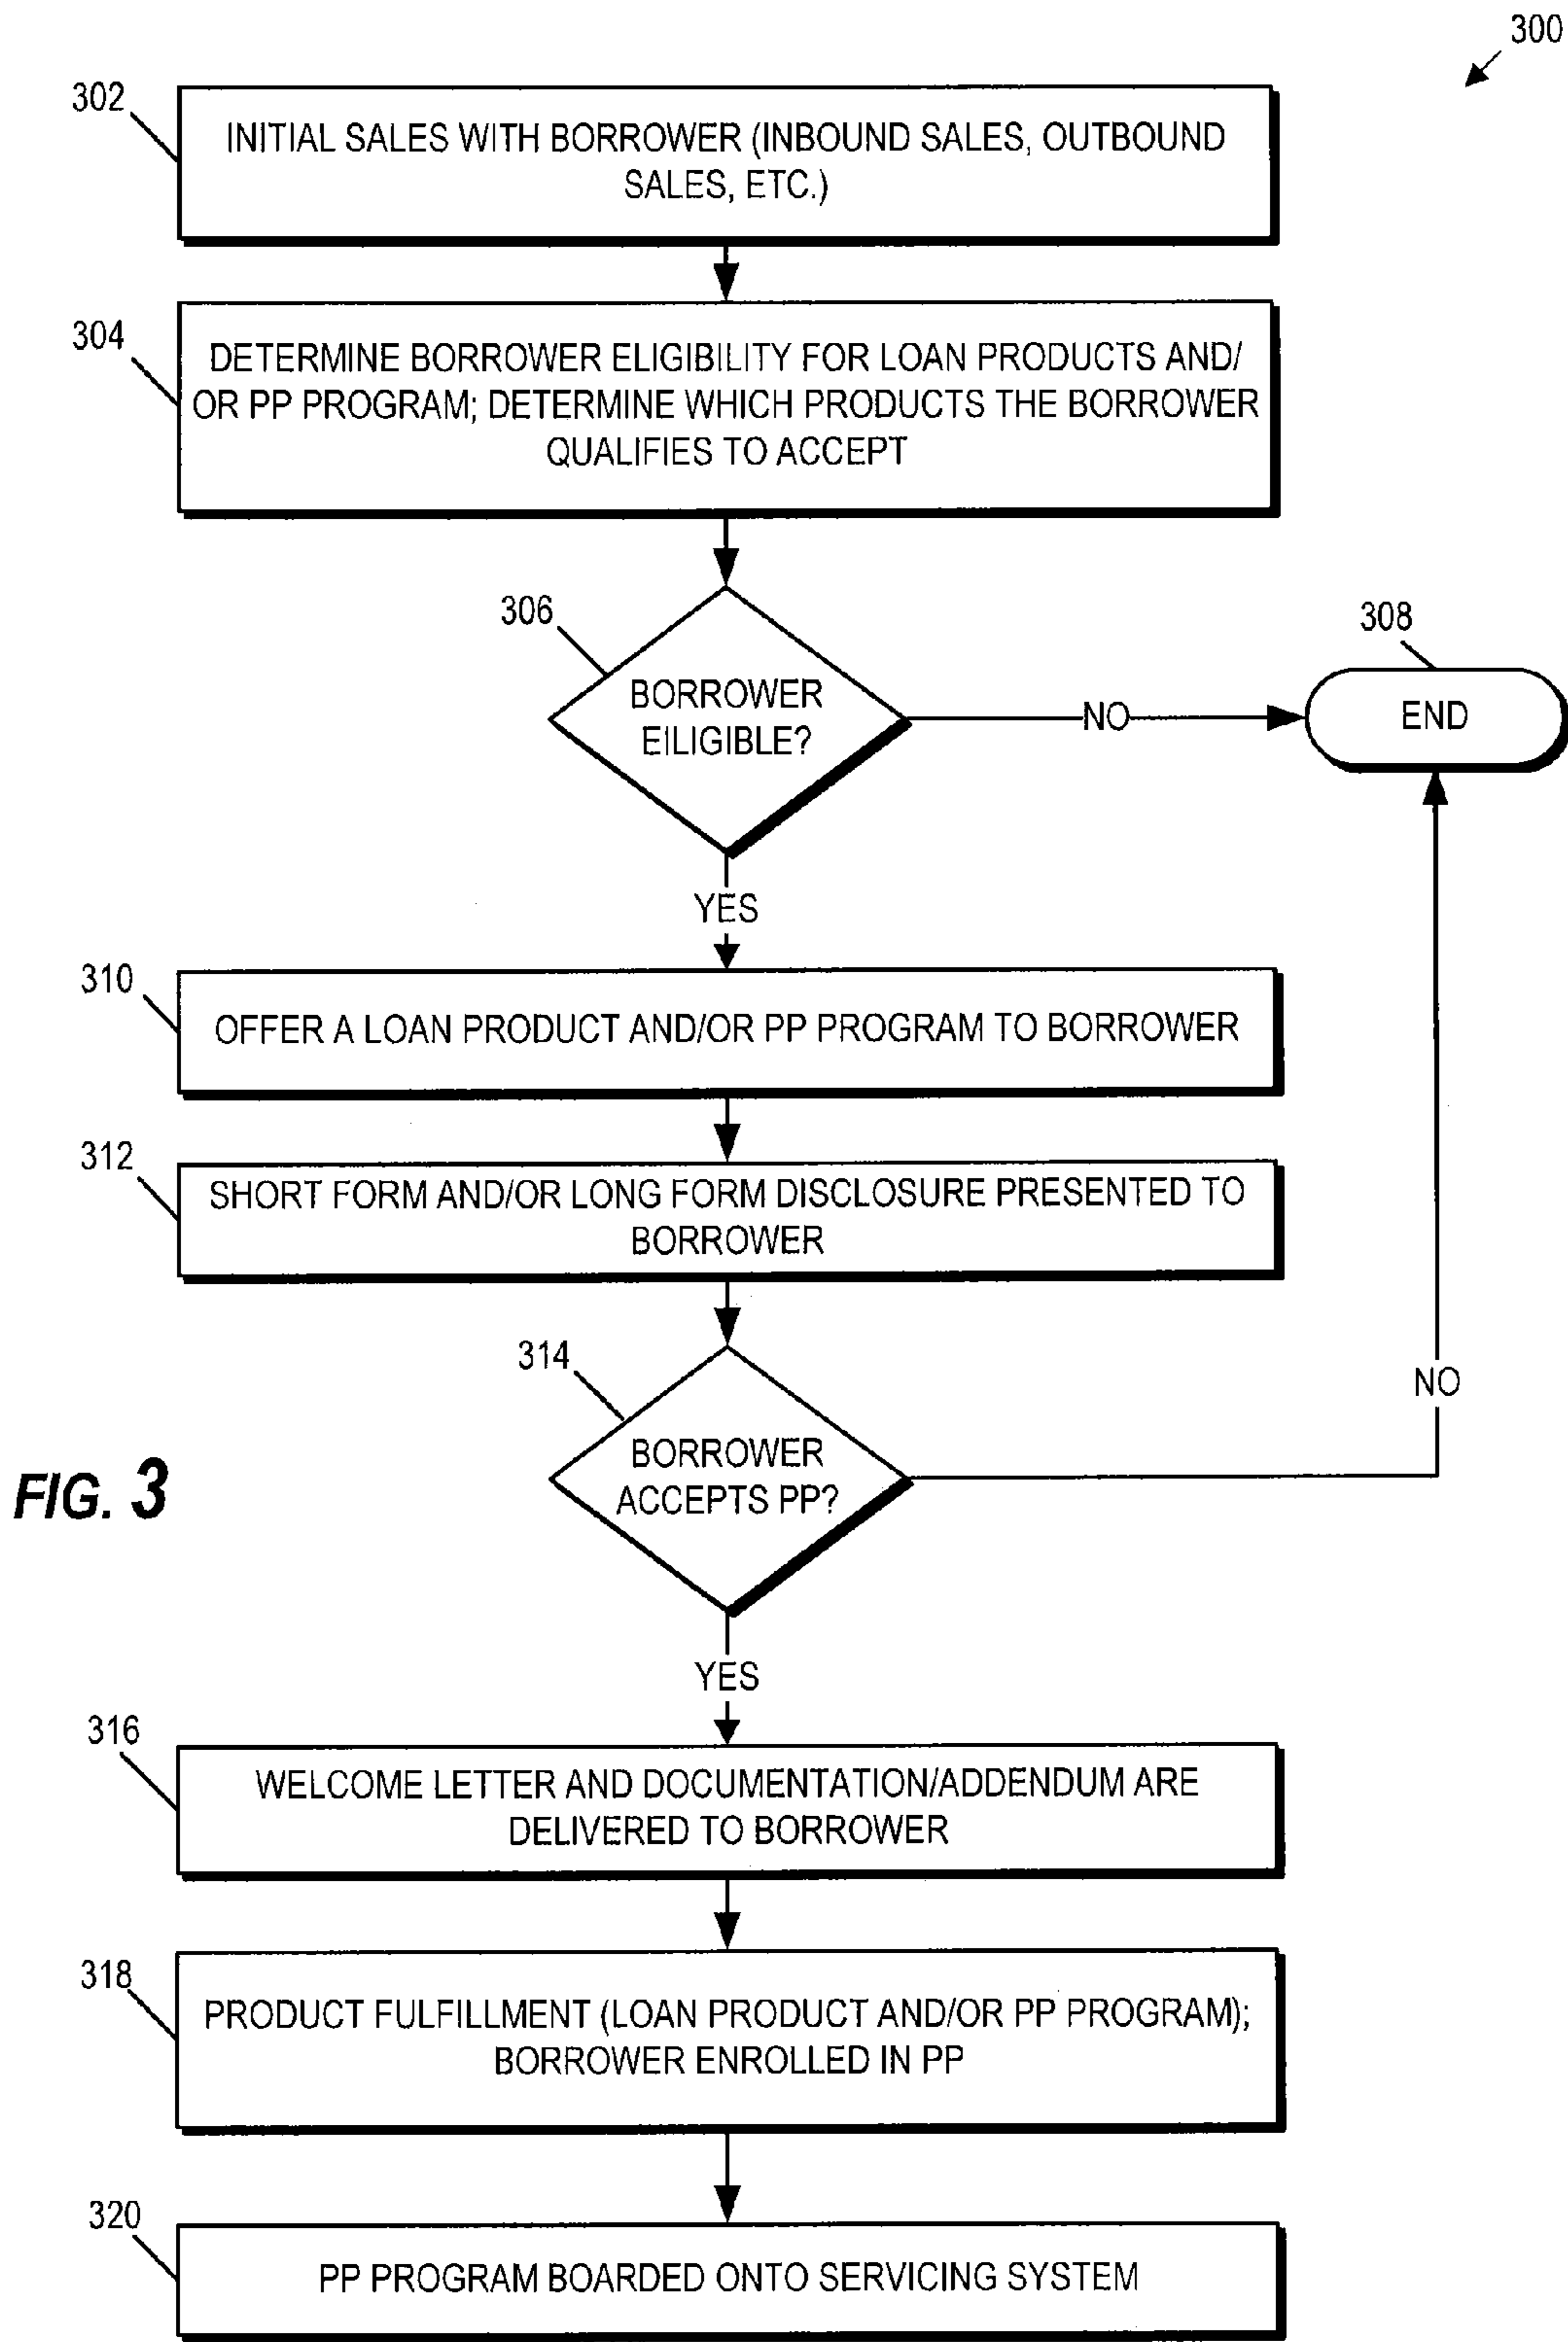 300
302
INITIAL SALES WITH BORROWER (INBOUND SALES, OUTBOUND
SALES, ETC.)
304
DETERMINE BORROWER ELIGIBILITY FOR LOAN PRODUCTS AND/
OR PP PROGRAM; DETERMINE WHICH PRODUCTS THE BORROWER
QUALIFIES TO ACCEPT
306
BORROWER
EILIGIBLE?
NO
308
END
YES
310
OFFER A LOAN PRODUCT AND/OR PP PROGRAM TO BORROWER
312
SHORT FORM AND/OR LONG FORM DISCLOSURE PRESENTED TO
BORROWER
314
BORROWER
ACCEPTS PP?
NO
FIG. 3
YES
316
WELCOME LETTER AND DOCUMENTATION/ADDENDUM ARE
DELIVERED TO BORROWER
318
PRODUCT FULFILLMENT (LOAN PRODUCT AND/OR PP PROGRAM);
BORROWER ENROLLED IN PP
320
PP PROGRAM BOARDED ONTO SERVICING SYSTEM